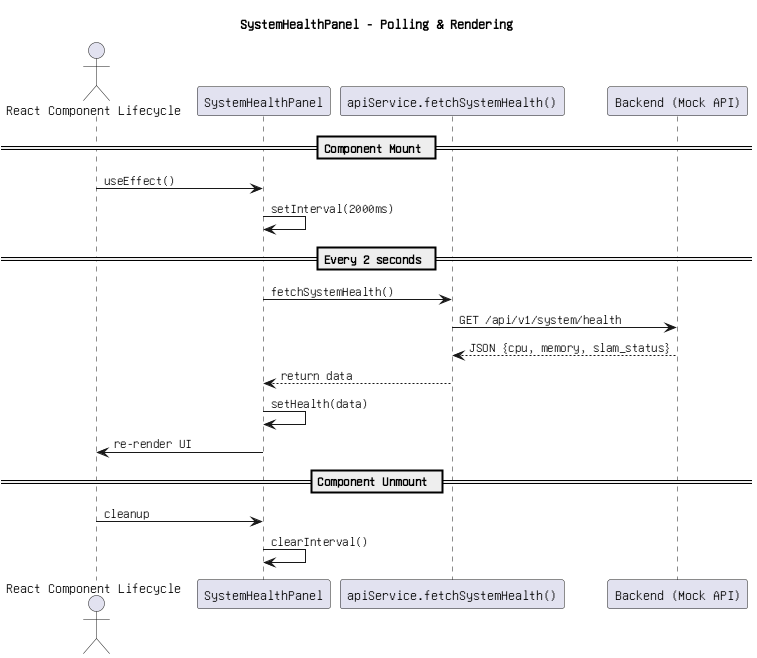 SystemHealthPanel - Polling & Rendering
React Component Lifecycle
SystemHealthPanel
apiService.fetchSystemHealth()
Backend (Mock API)
Component Mount
useEffect()
setInterval(2000ms)
Every 2 seconds
fetchSystemHealth()
GET /api/v1/system/health
JSON {cpu, memory, slam_status}
return data
setHealth(data)
re-render UI
Component Unmount
cleanup
clearInterval()
React Component Lifecycle
SystemHealthPanel
apiService.fetchSystemHealth()
Backend (Mock API)